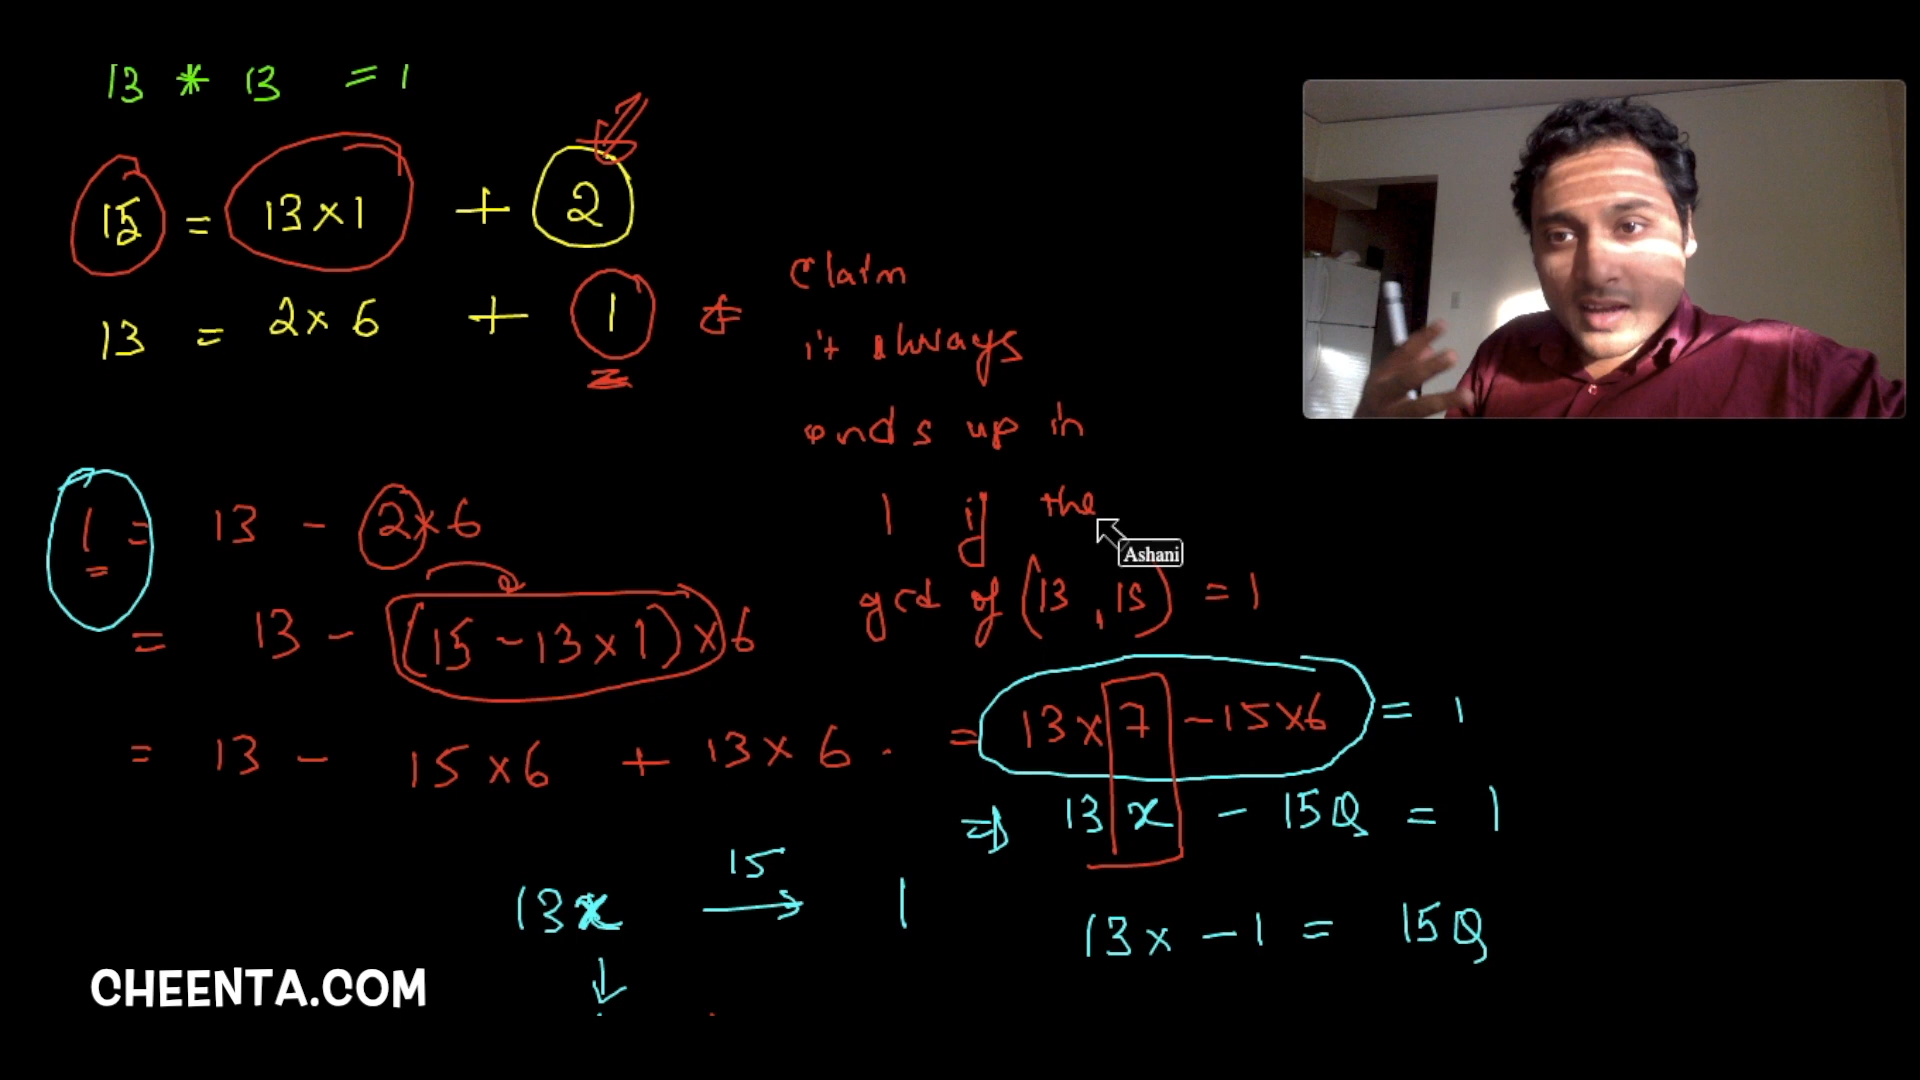 13 * 13 = 1
15 = 13 × 1 + 2
13 = 2 × 6 + 1
Claim
it always
ends up in
1 if the
Ashani
gcd of (13, 15) = 1
1 = 13 - 2 × 6
= 13 - (15 - 13 × 1) × 6
= 13 - 15 × 6 + 13 × 6 . = 13 × 7 - 15 × 6 = 1
⇒ 13 x - 15Q = 1
13x 15 → 1
13x - 1 = 15Q
↓
CHEENTA.COM